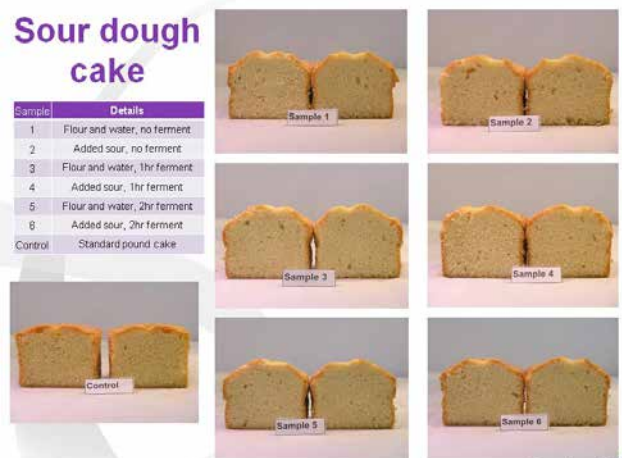 Sour dough
cake
Sample Details
1 Flour and water, no ferment
2 Added sour, no ferment
3 Flour and water, 1hr ferment
4 Added sour, 1hr ferment
5 Flour and water, 2hr ferment
6 Added sour, 2hr ferment
Control Standard pound cake
Sample 1
Sample 2
Sample 3
Sample 4
Control
Sample 5
Sample 6